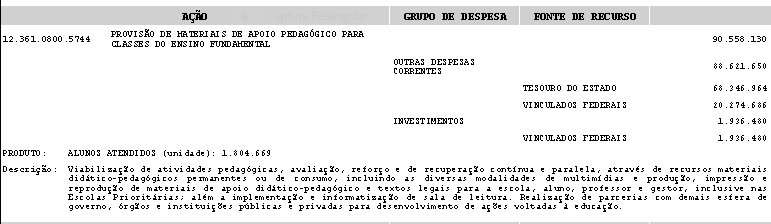 AÇÃO GRUPO DE DESPESA FONTE DE RECURSO
12.361.0800.5744 PROVISÃO DE MATERIAIS DE APOIO PEDAGÓGICO PARA 90.558.130
CLASSES DO ENSINO FUNDAMENTAL
OUTRAS DESPESAS 88.621.650
CORRENTES
TESOURO DO ESTADO 68.346.964
VINCULADOS FEDERAIS 20.274.686
INVESTIMENTOS 1.936.480
VINCULADOS FEDERAIS 1.936.480
PRODUTO: ALUNOS ATENDIDOS (unidade): 1.804.669
Descrição: Viabilização de atividades pedagógicas, avaliação, reforço e de recuperação contínua e paralela, através de recursos materiais
didático-pedagógicos permanentes ou de consumo, incluindo as diversas modalidades de multimídias e produção, impressão e
reprodução de materiais de apoio didático-pedagógico e textos legais para a escola, aluno, professor e gestor, inclusive nas
Escolas Prioritárias; além a implementação e informatização de sala de leitura. Realização de parcerias com demais esfera de
governo, órgãos e instituições públicas e privadas para desenvolvimento de ações voltadas à educação.